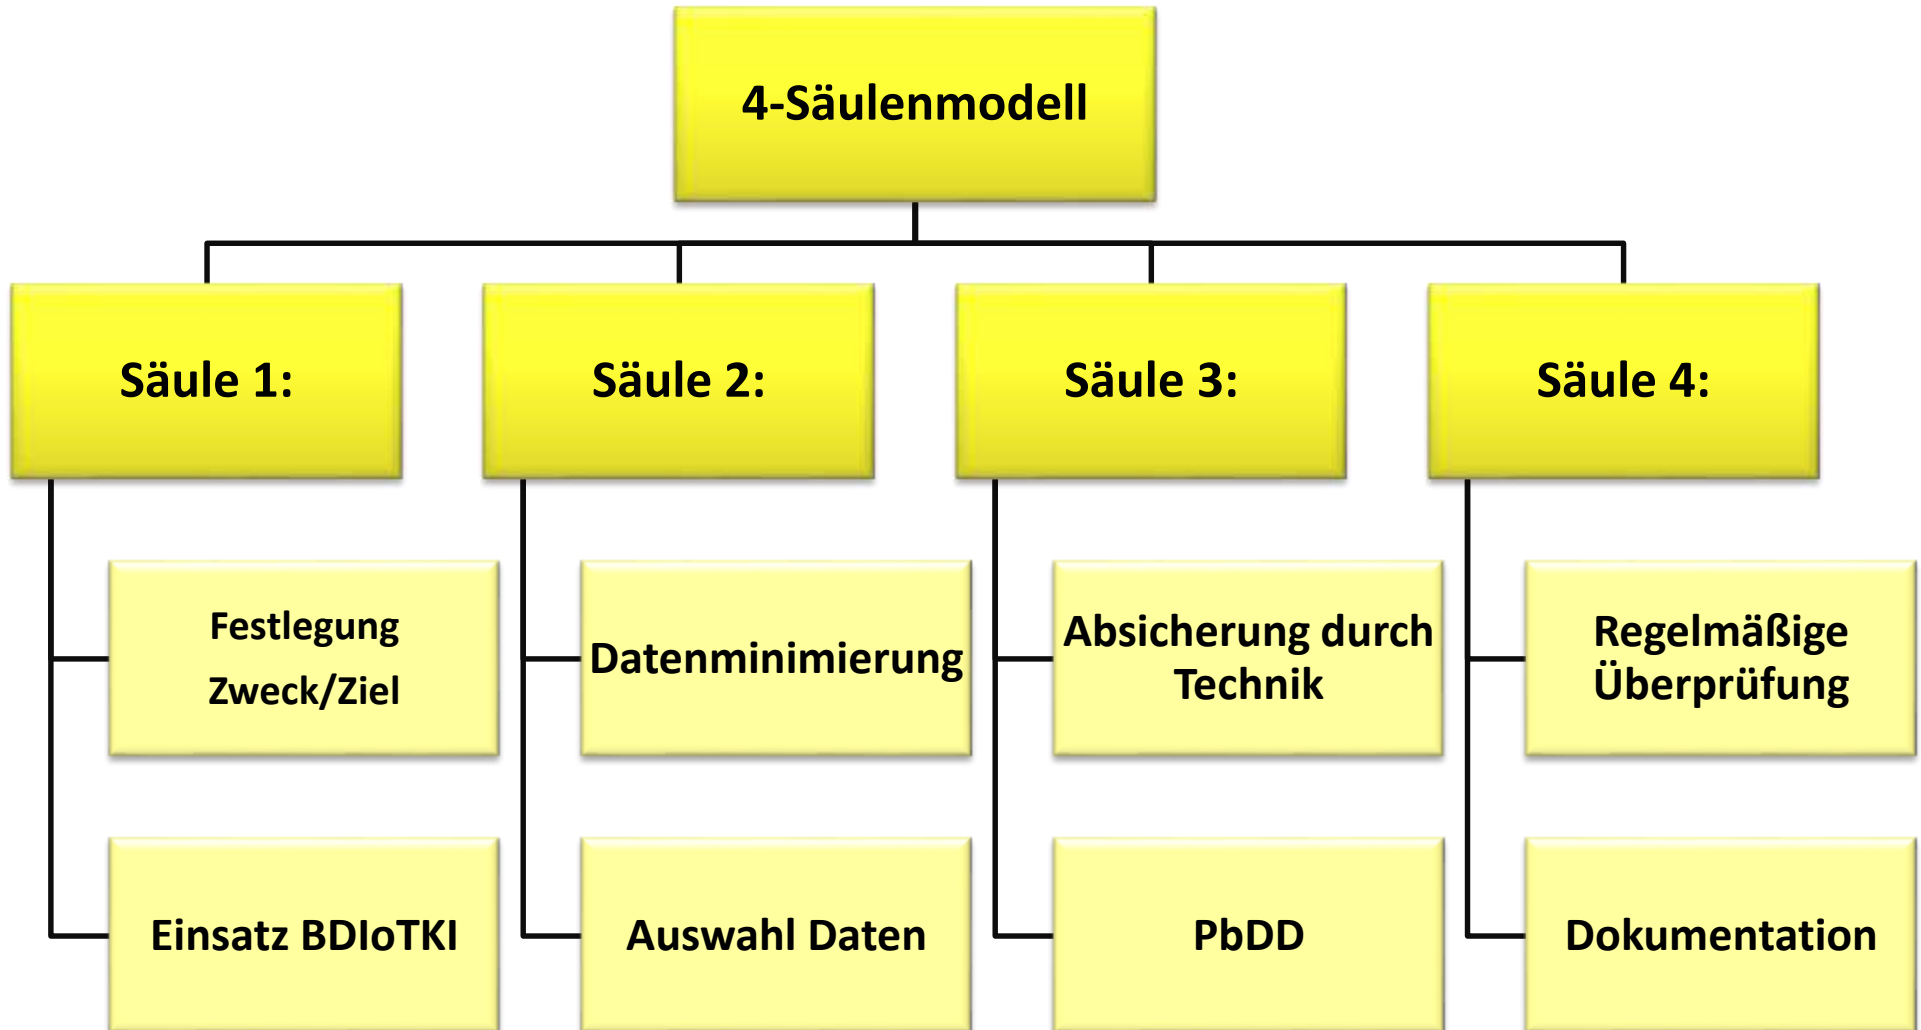 4-Säulenmodell
Säule 1:
Säule 2:
Säule 3:
Säule 4:
Festlegung
Zweck/Ziel
Datenminimierung
Absicherung durch
Technik
Regelmäßige
Überprüfung
Einsatz BDIoTKI
Auswahl Daten
PbDD
Dokumentation